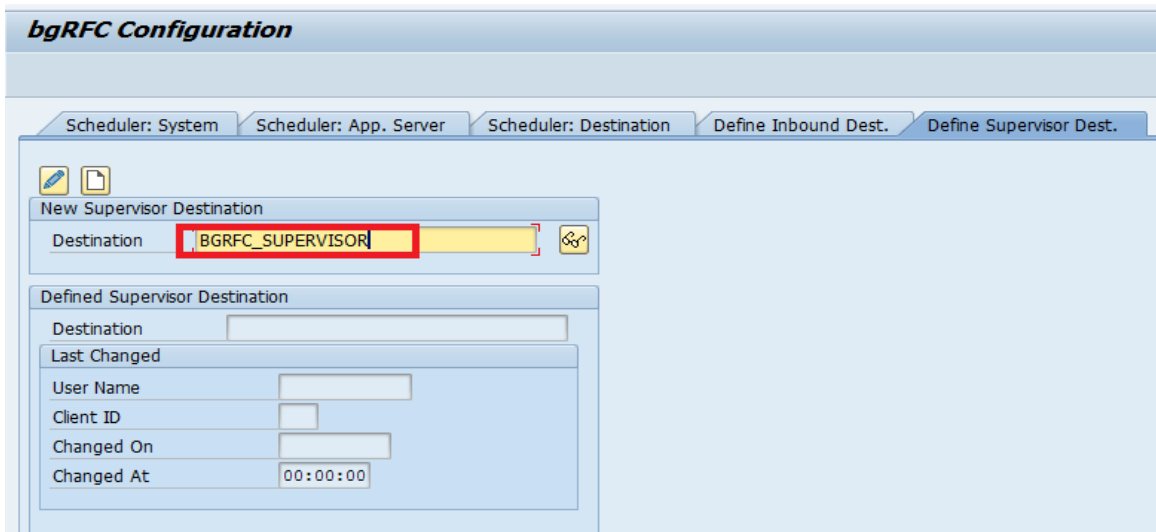 bgRFC Configuration
Scheduler: System Scheduler: App. Server Scheduler: Destination Define Inbound Dest. Define Supervisor Dest.
New Supervisor Destination
Destination BGRFC_SUPERVISOR
Defined Supervisor Destination
Destination
Last Changed
User Name
Client ID
Changed On
Changed At 00:00:00